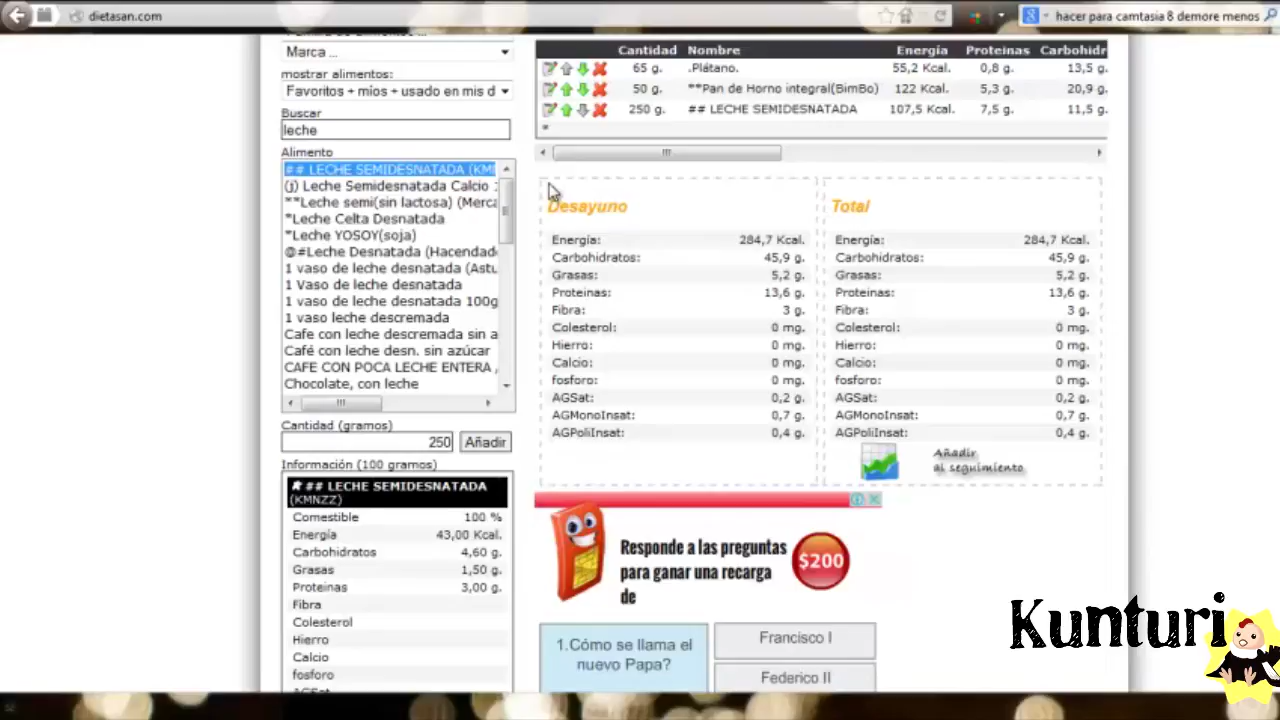 dietasan.com
hacer para camtasia 8 demore menos
Marca ...
mostrar alimentos:
Favoritos + míos + usado en mis d
Buscar
leche
Alimento
## LECHE SEMIDESNATADA (KMN
(j) Leche Semidesnatada Calcio
**Leche semi(sin lactosa) (Merca
*Leche Celta Desnatada
*Leche YOSOY(soja)
@#Leche Desnatada (Hacendad
1 vaso de leche desnatada (Astu
1 Vaso de leche desnatada
1 vaso de leche desnatada 100g
1 vaso leche descremada
Cafe con leche descremada sin a
Café con leche desn. sin azúcar
CAFE CON POCA LECHE ENTERA ,
Chocolate, con leche
Cantidad (gramos)
250 Añadir
Información (100 gramos)
## LECHE SEMIDESNATADA
(KMNZZ)
Comestible 100 %
Energía 43,00 Kcal.
Carbohidratos 4,60 g.
Grasas 1,50 g.
Proteinas 3,00 g.
Fibra
Colesterol
Hierro
Calcio
fosforo
AGSat
Cantidad Nombre Energía Proteinas Carbohidr
65 g. .Plátano. 55,2 Kcal. 0,8 g. 13,5 g.
50 g. **Pan de Horno integral(BimBo) 122 Kcal. 5,3 g. 20,9 g.
250 g. ## LECHE SEMIDESNATADA 107,5 Kcal. 7,5 g. 11,5 g.
*
Desayuno
Energía: 284,7 Kcal.
Carbohidratos: 45,9 g.
Grasas: 5,2 g.
Proteinas: 13,6 g.
Fibra: 3 g.
Colesterol: 0 mg.
Hierro: 0 mg.
Calcio: 0 mg.
fosforo: 0 mg.
AGSat: 0,2 g.
AGMonoInsat: 0,7 g.
AGPoliInsat: 0,4 g.
Total
Energía: 284,7 Kcal.
Carbohidratos: 45,9 g.
Grasas: 5,2 g.
Proteinas: 13,6 g.
Fibra: 3 g.
Colesterol: 0 mg.
Hierro: 0 mg.
Calcio: 0 mg.
fosforo: 0 mg.
AGSat: 0,2 g.
AGMonoInsat: 0,7 g.
AGPoliInsat: 0,4 g.
Añadir
al seguimiento
Responde a las preguntas
para ganar una recarga
de
$200
1.Cómo se llama el
nuevo Papa?
Francisco I
Federico II
Kunturi